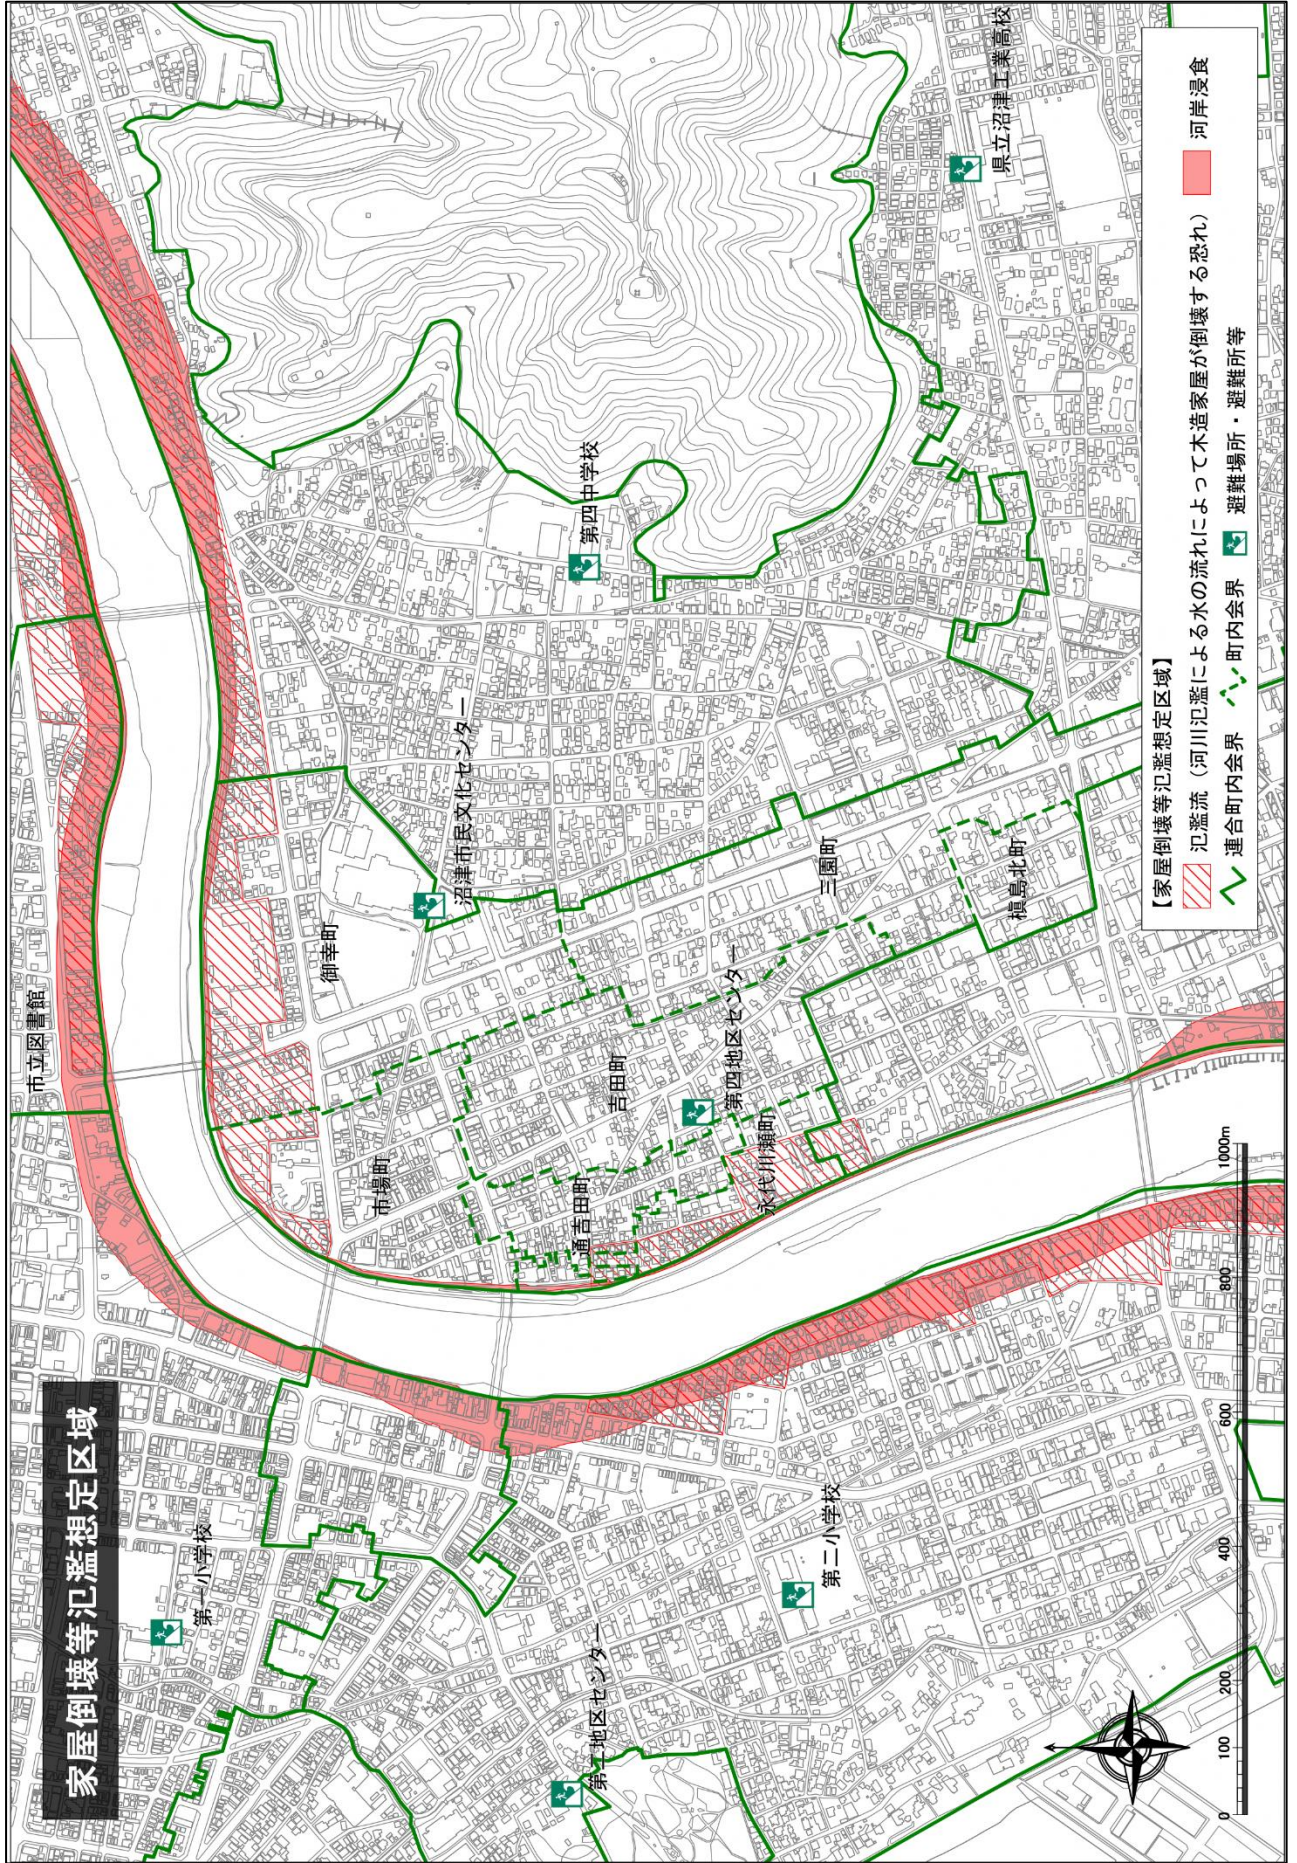 家屋倒壊等氾濫想定区域
市立図書館
第一小学校
御幸町
沼津市民文化センター
市場町
第四中学校
県立沼津工業高校
通吉田町
吉田町
第四地区センター
永代川瀬町
三園町
槇島北町
第二地区センター
第二小学校
【家屋倒壊等氾濫想定区域】
氾濫流（河川氾濫による水の流れによって木造家屋が倒壊する恐れ） 河岸浸食
連合町内会界 町内会界 避難場所・避難所等
0 100 200 400 600 800 1000m